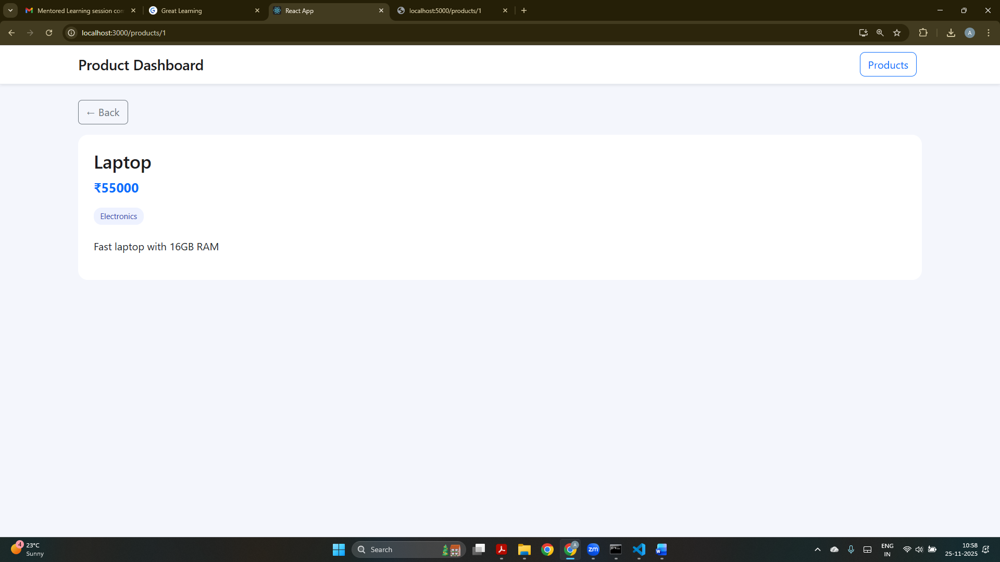 Mentored Learning session con
Great Learning
React App
localhost:5000/products/1
localhost:3000/products/1
A
Product Dashboard
Products
← Back
Laptop
₹55000
Electronics
Fast laptop with 16GB RAM
4
23°C
Sunny
Search
A
zm
W
ENG
IN
10:58
25-11-2025